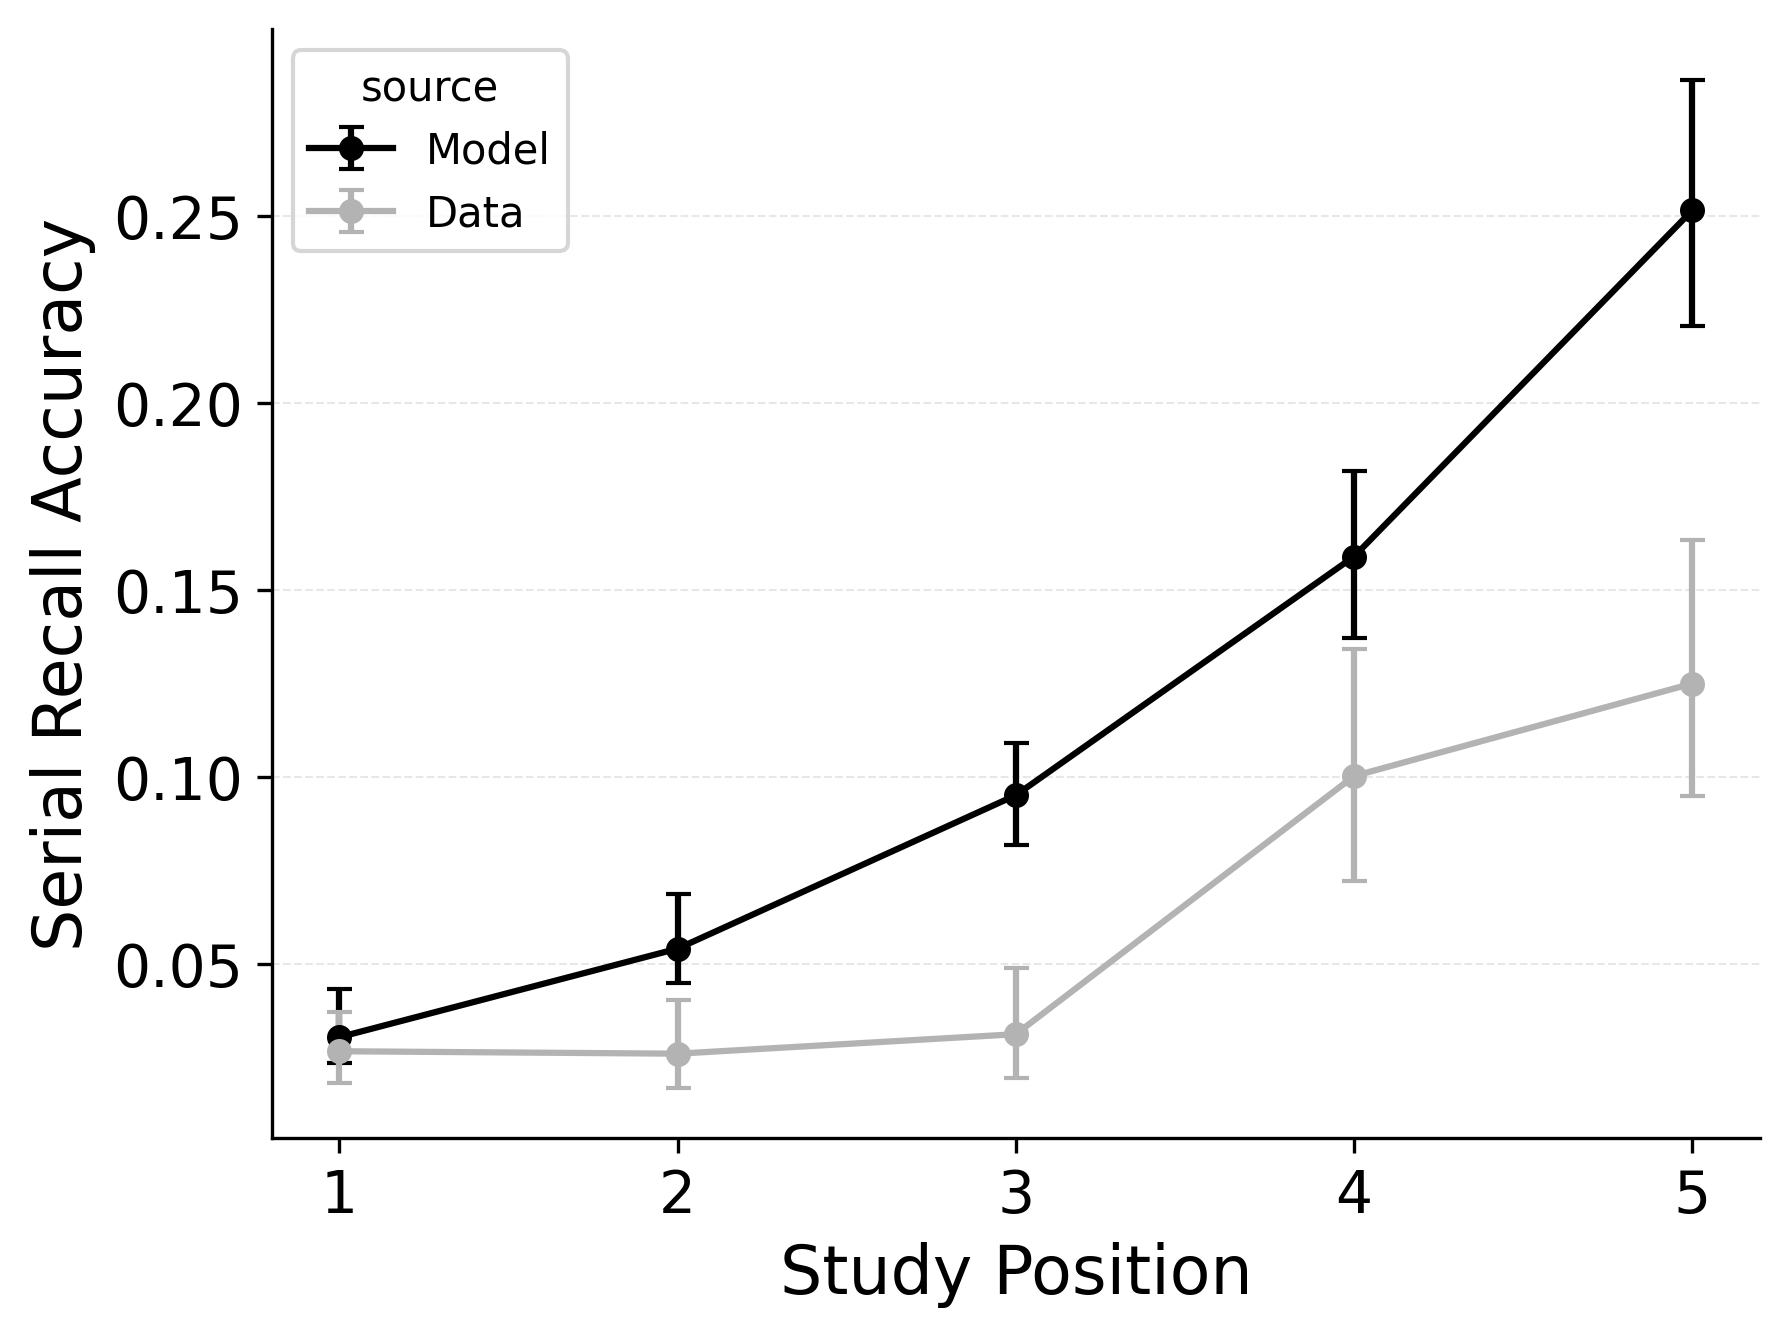 source
Model
Data
Serial Recall Accuracy
0.25
0.20
0.15
0.10
0.05
1 2 3 4 5
Study Position